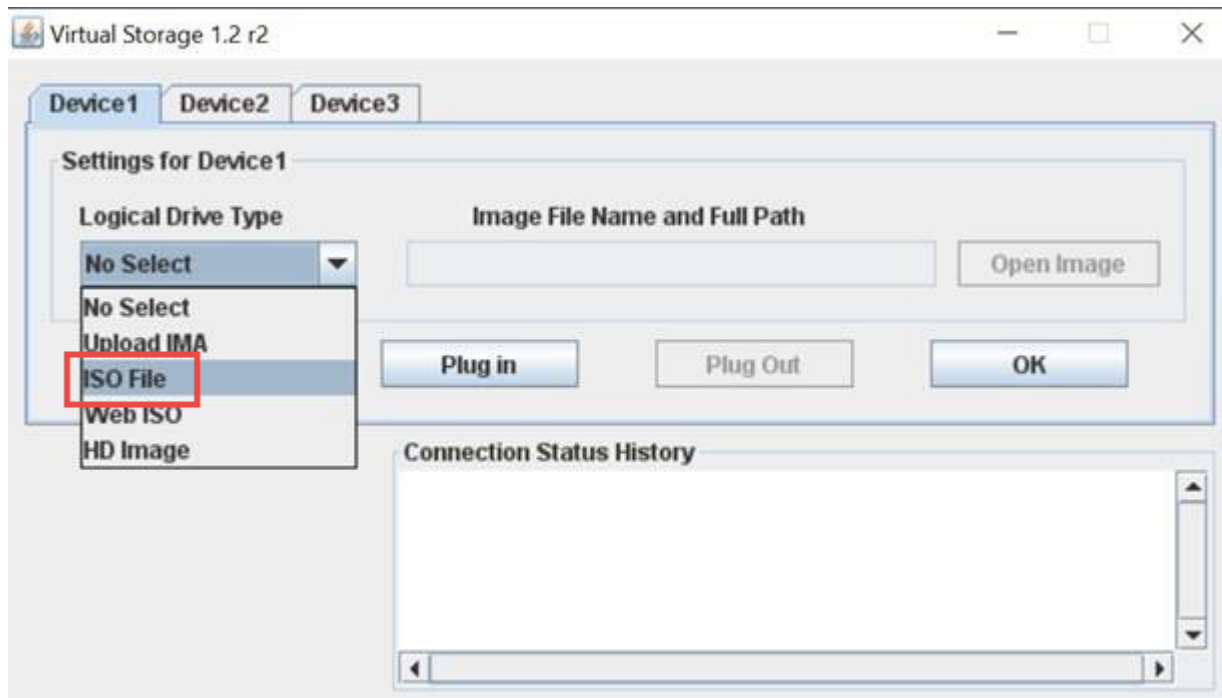 Virtual Storage 1.2 r2
Device1 Device2 Device3
Settings for Device1
Logical Drive Type Image File Name and Full Path
No Select Open Image
No Select
Upload IMA
ISO File
Web ISO
HD Image
Plug in Plug Out OK
Connection Status History